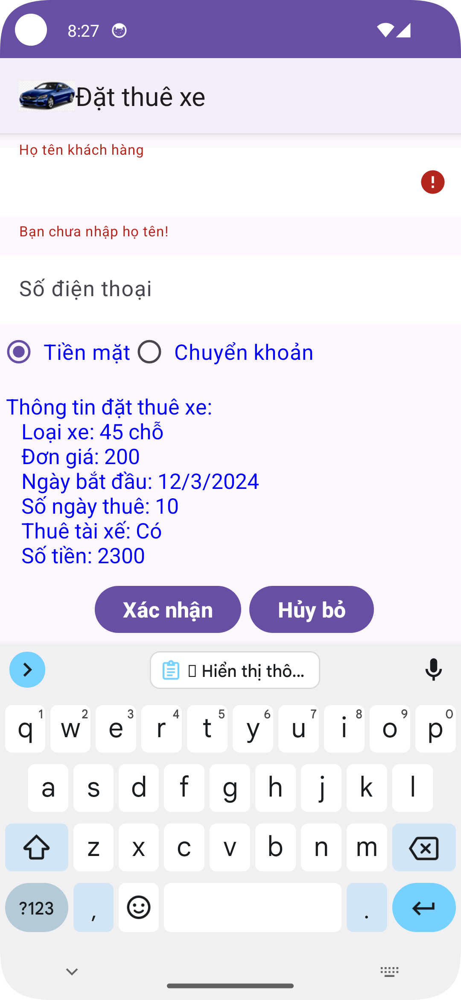 8:27
Đặt thuê xe
Họ tên khách hàng
!
Bạn chưa nhập họ tên!
Số điện thoại
Tiền mặt Chuyển khoản
Thông tin đặt thuê xe:
Loại xe: 45 chỗ
Đơn giá: 200
Ngày bắt đầu: 12/3/2024
Số ngày thuê: 10
Thuê tài xế: Có
Số tiền: 2300
Xác nhận Hủy bỏ
Hiển thị thô...
q 1 w 2 e 3 r 4 t 5 y 6 u 7 i 8 o 9 p 0
a s d f g h j k l
z x c v b n m
?123 , .